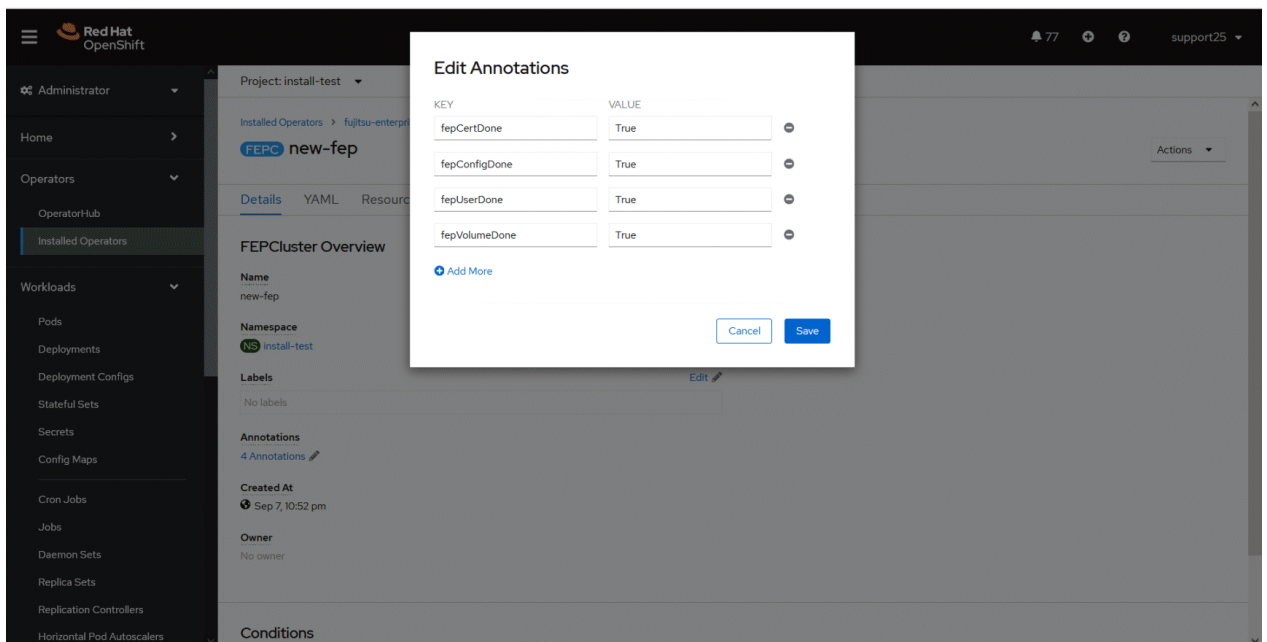 Red Hat
OpenShift
77
support25
Administrator
Home
Operators
OperatorHub
Installed Operators
Workloads
Pods
Deployments
Deployment Configs
Stateful Sets
Secrets
Config Maps
Cron Jobs
Jobs
Daemon Sets
Replica Sets
Replication Controllers
Horizontal Pod Autoscalers
Project: install-test
Installed Operators > fujitsu-enterpri
FEPC new-fep
Actions
Details YAML Resourc
FEPCluster Overview
Name
new-fep
Namespace
NS install-test
Labels
Edit
No labels
Annotations
4 Annotations
Created At
Sep 7, 10:52 pm
Owner
No owner
Conditions
Edit Annotations
KEY VALUE
fepCertDone True
fepConfigDone True
fepUserDone True
fepVolumeDone True
Add More
Cancel Save